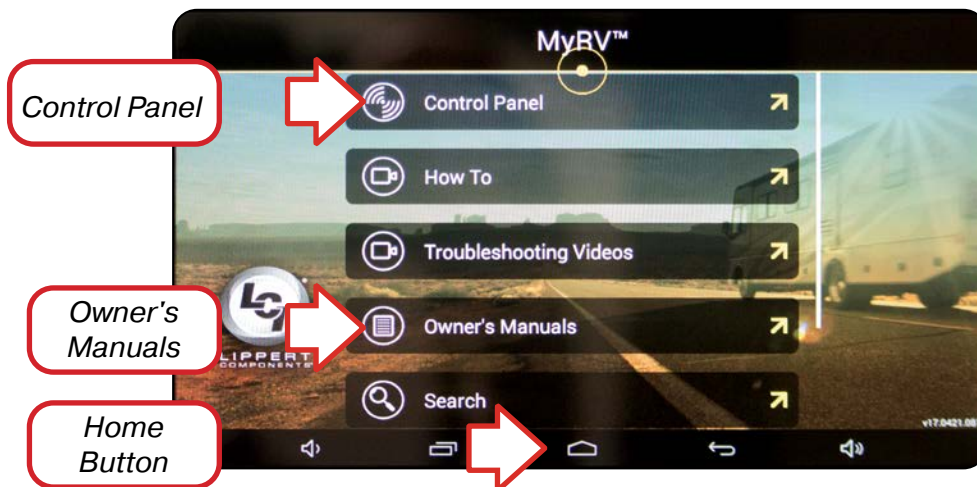 MyRV™
Control Panel
Control Panel
How To
Troubleshooting Videos
Owner's
Manuals
Owner's Manuals
LCI
LIPPERT
COMPONENTS
Search
Home
Button
v17.0421.08